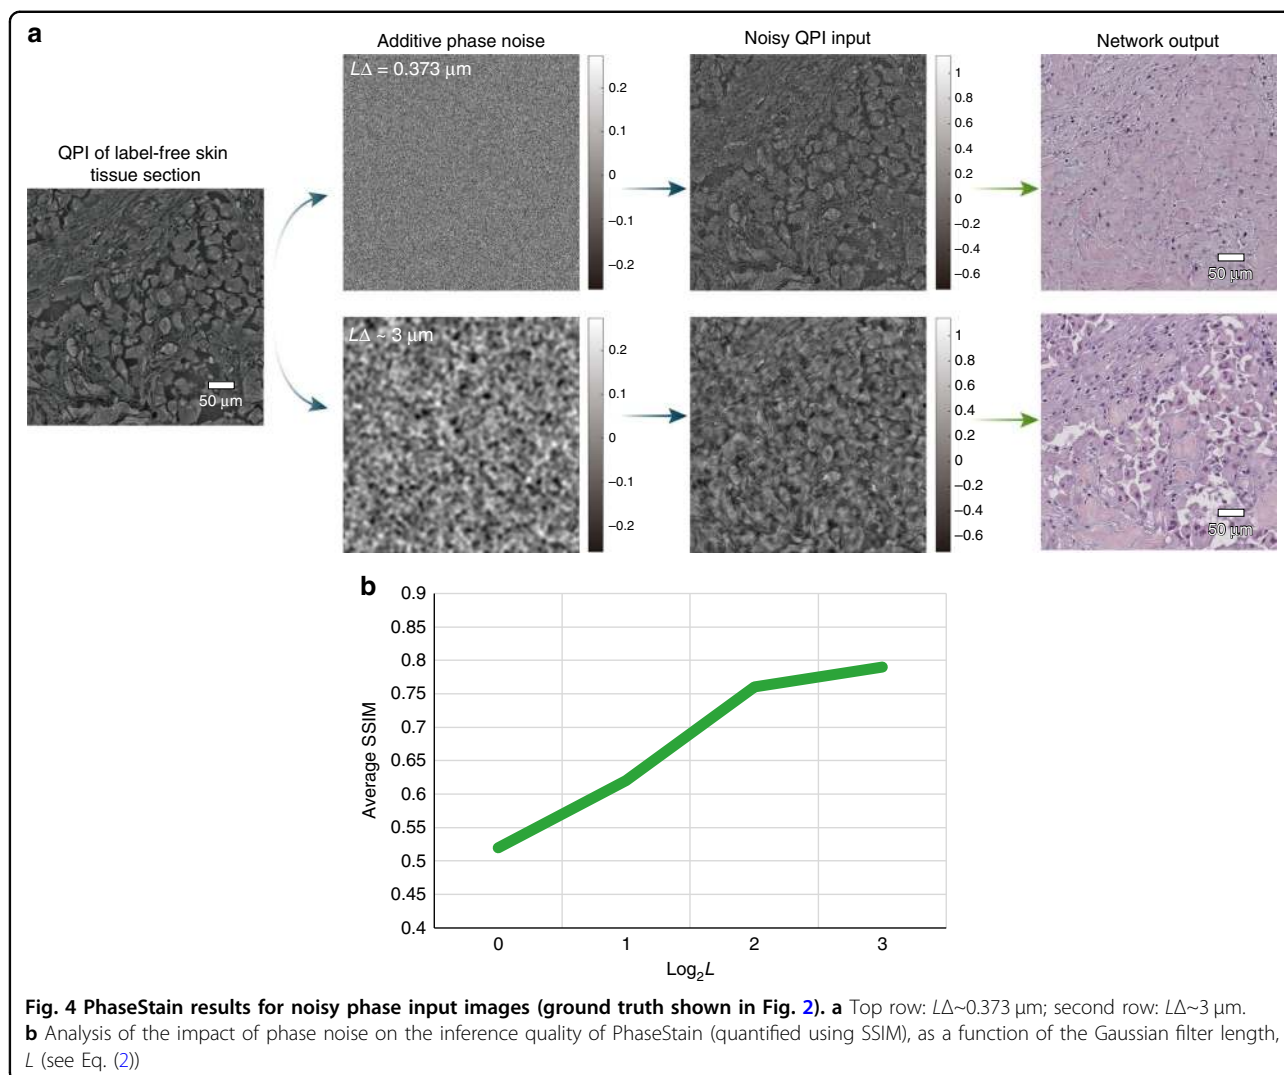 a
Additive phase noise
Noisy QPI input
Network output
LΔ = 0.373 µm
0.2
0.1
0
−0.1
−0.2
1
0.8
0.6
0.4
0.2
0
−0.2
−0.4
−0.6
50 µm
QPI of label-free skin
tissue section
50 µm
LΔ ~ 3 µm
0.2
0.1
0
−0.1
−0.2
1
0.8
0.6
0.4
0.2
0
−0.2
−0.4
−0.6
50 µm
b
0.9
0.85
0.8
0.75
0.7
0.65
0.6
0.55
0.5
0.45
0.4
Average SSIM
0 1 2 3
Log₂L
Fig. 4 PhaseStain results for noisy phase input images (ground truth shown in Fig. 2). a Top row: LΔ~0.373 µm; second row: LΔ~3 µm.
b Analysis of the impact of phase noise on the inference quality of PhaseStain (quantified using SSIM), as a function of the Gaussian filter length,
L (see Eq. (2))